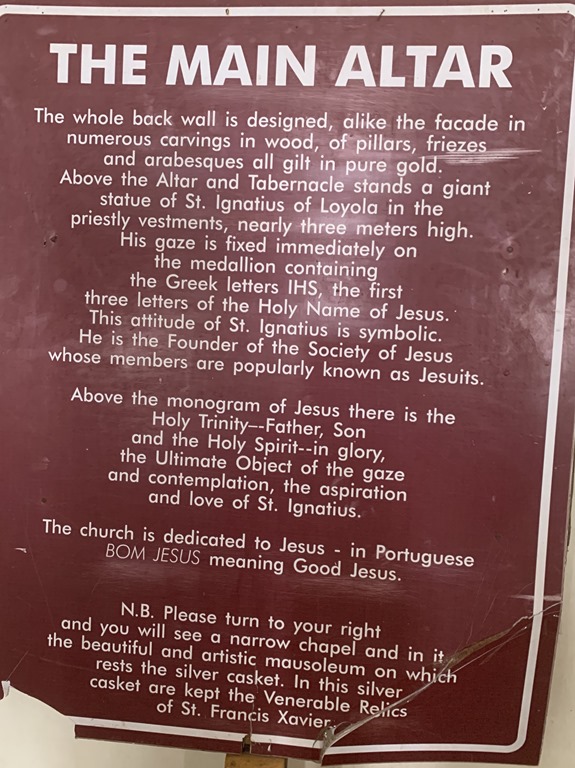 THE MAIN ALTAR
The whole back wall is designed, alike the facade in
numerous carvings in wood, of pillars, friezes
and arabesques all gilt in pure gold.
Above the Altar and Tabernacle stands a giant
statue of St. Ignatius of Loyola in the
priestly vestments, nearly three meters high.
His gaze is fixed immediately on
the medallion containing
the Greek letters IHS, the first
three letters of the Holy Name of Jesus.
This attitude of St. Ignatius is symbolic.
He is the Founder of the Society of Jesus
whose members are popularly known as Jesuits.
Above the monogram of Jesus there is the
Holy Trinity--Father, Son
and the Holy Spirit--in glory,
the Ultimate Object of the gaze
and contemplation, the aspiration
and love of St. Ignatius.
The church is dedicated to Jesus - in Portuguese
BOM JESUS meaning Good Jesus.
N.B. Please turn to your right
and you will see a narrow chapel and in it
the beautiful and artistic mausoleum on which
rests the silver casket. In this silver
casket are kept the Venerable Relics
of St. Francis Xavier.